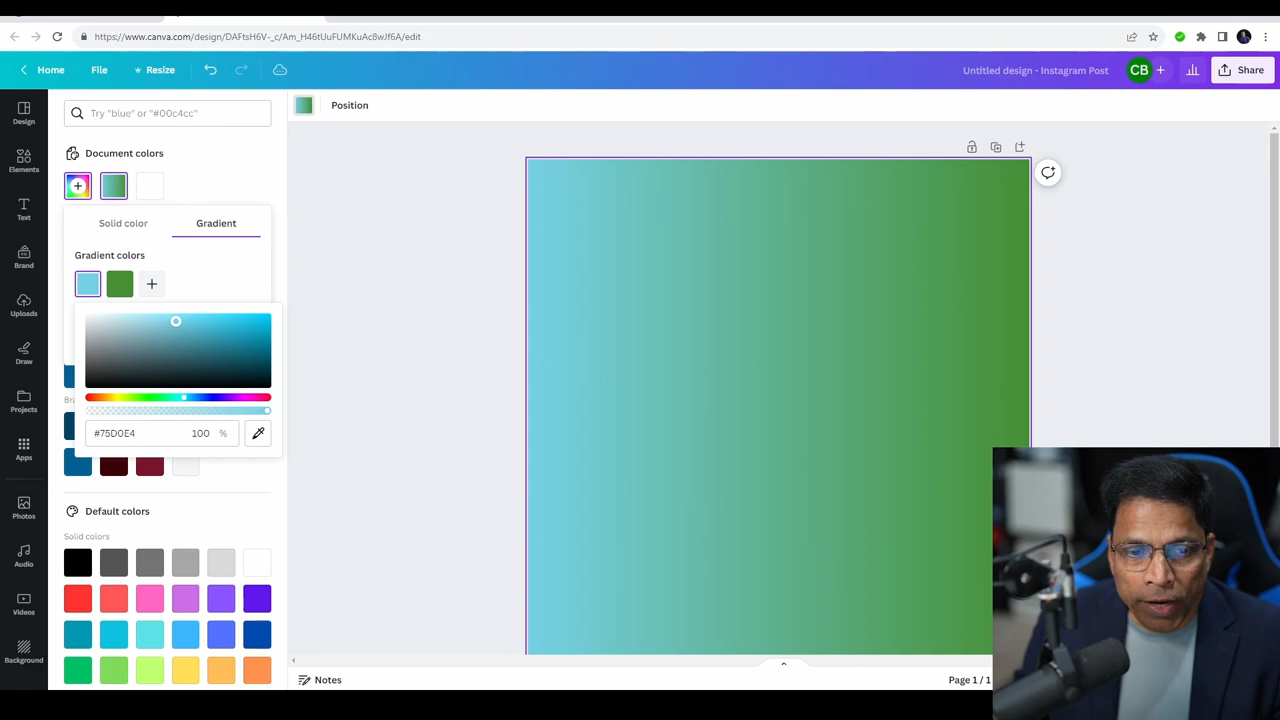 https://www.canva.com/design/DAFtsH6V-_c/Am_H46tUuFUMKuAc8wJf6A/edit
Home File Resize
Untitled design - Instagram Post
CB
Share
Design
Elements
Text
Brand
Uploads
Draw
Projects
Apps
Photos
Audio
Videos
Background
Try "blue" or "#00c4cc"
Position
Document colors
Solid color Gradient
Gradient colors
#75D0E4 100 %
Default colors
Solid colors
Notes
Page 1 / 1